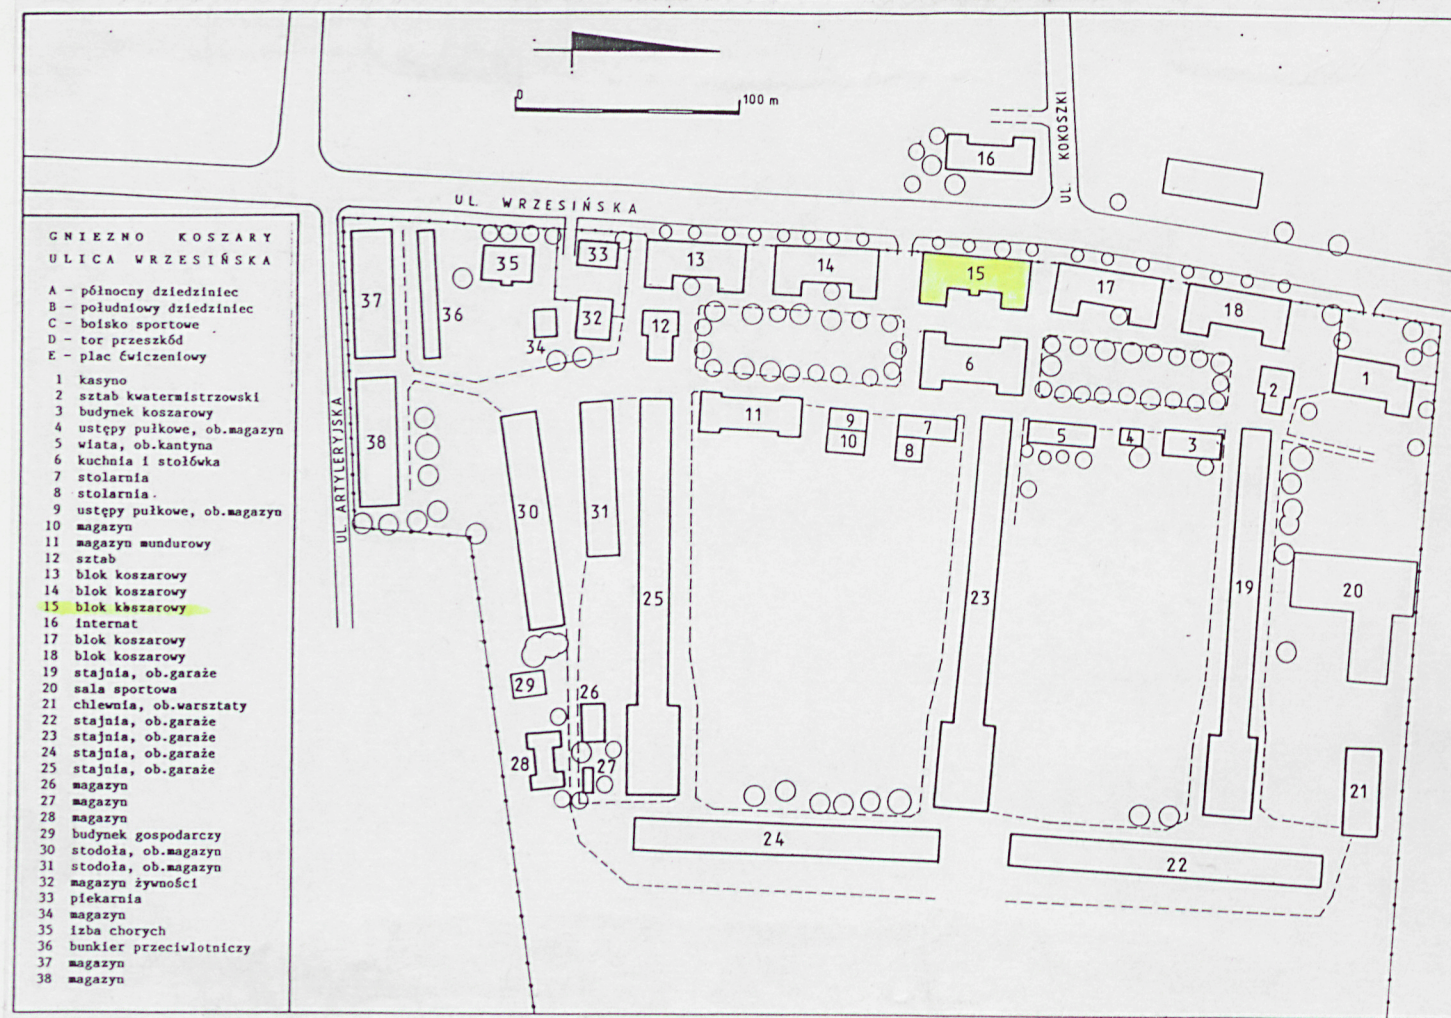 0
100 m
UL. KOKOSZKI
16
UL. WRZESIŃSKA
GNIEZNO KOSZARY
ULICA WRZESIŃSKA
A - północny dziedziniec
B - południowy dziedziniec
C - boisko sportowe
D - tor przeszkód
E - plac ćwiczeniowy
1 kasyno
2 sztab kwatermistrzowski
3 budynek koszarowy
4 ustępy pułkowe, ob.magazyn
5 wiata, ob.kantyna
6 kuchnia i stołówka
7 stolarnia
8 stolarnia.
9 ustępy pułkowe, ob.magazyn
10 magazyn
11 magazyn mundurowy
12 sztab
13 blok koszarowy
14 blok koszarowy
15 blok koszarowy
16 internat
17 blok koszarowy
18 blok koszarowy
19 stajnia, ob.garaże
20 sala sportowa
21 chlewnia, ob.warsztaty
22 stajnia, ob.garaże
23 stajnia, ob.garaże
24 stajnia, ob.garaże
25 stajnia, ob.garaże
26 magazyn
27 magazyn
28 magazyn
29 budynek gospodarczy
30 stodoła, ob.magazyn
31 stodoła, ob.magazyn
32 magazyn żywności
33 piekarnia
34 magazyn
35 izba chorych
36 bunkier przeciwlotniczy
37 magazyn
38 magazyn
UL. ARTYLERYJSKA
37
36
35
33
13
14
15
17
18
34
32
12
6
2
1
38
11
9
10
7
8
5
4
3
30
31
25
23
19
20
29
26
28
27
24
22
21